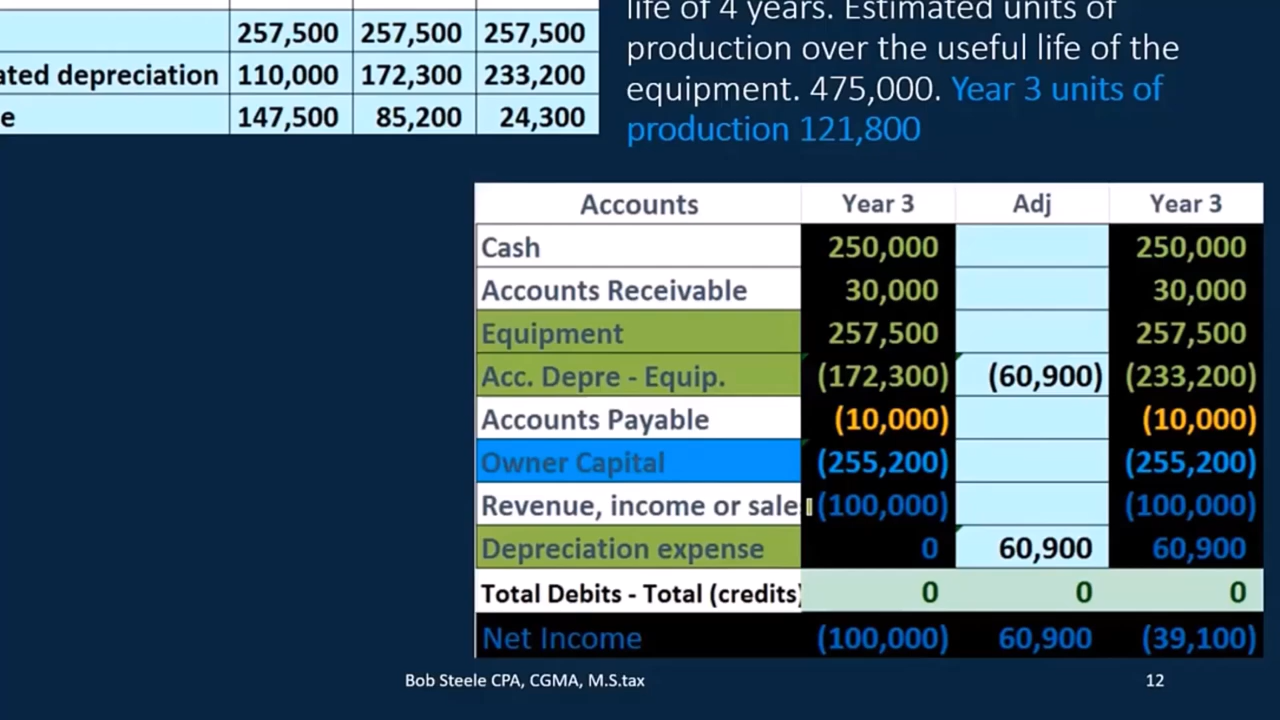 257,500 257,500 257,500
ated depreciation 110,000 172,300 233,200
e 147,500 85,200 24,300
life of 4 years. Estimated units of
production over the useful life of the
equipment. 475,000. Year 3 units of
production 121,800
Accounts Year 3 Adj Year 3
Cash 250,000 250,000
Accounts Receivable 30,000 30,000
Equipment 257,500 257,500
Acc. Depre - Equip. (172,300) (60,900) (233,200)
Accounts Payable (10,000) (10,000)
Owner Capital (255,200) (255,200)
Revenue, income or sale (100,000) (100,000)
Depreciation expense 0 60,900 60,900
Total Debits - Total (credits) 0 0 0
Net Income (100,000) 60,900 (39,100)
Bob Steele CPA, CGMA, M.S.tax 12